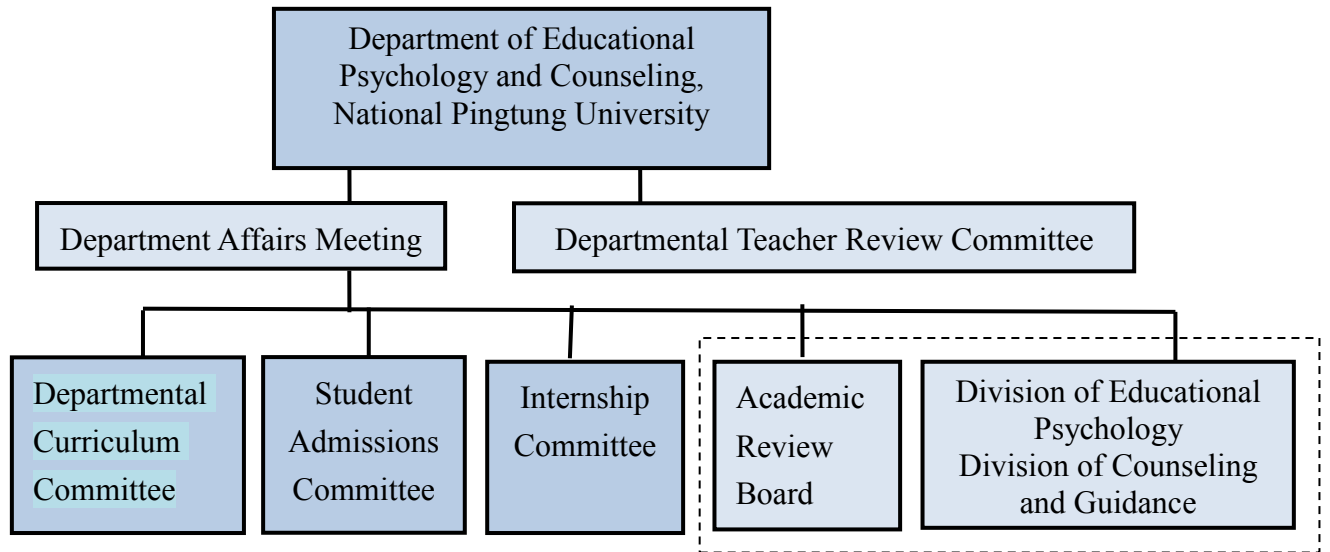 Department of Educational
Psychology and Counseling,
National Pingtung University
Department Affairs Meeting
Departmental Teacher Review Committee
Departmental
Curriculum
Committee
Student
Admissions
Committee
Internship
Committee
Academic
Review
Board
Division of Educational
Psychology
Division of Counseling
and Guidance